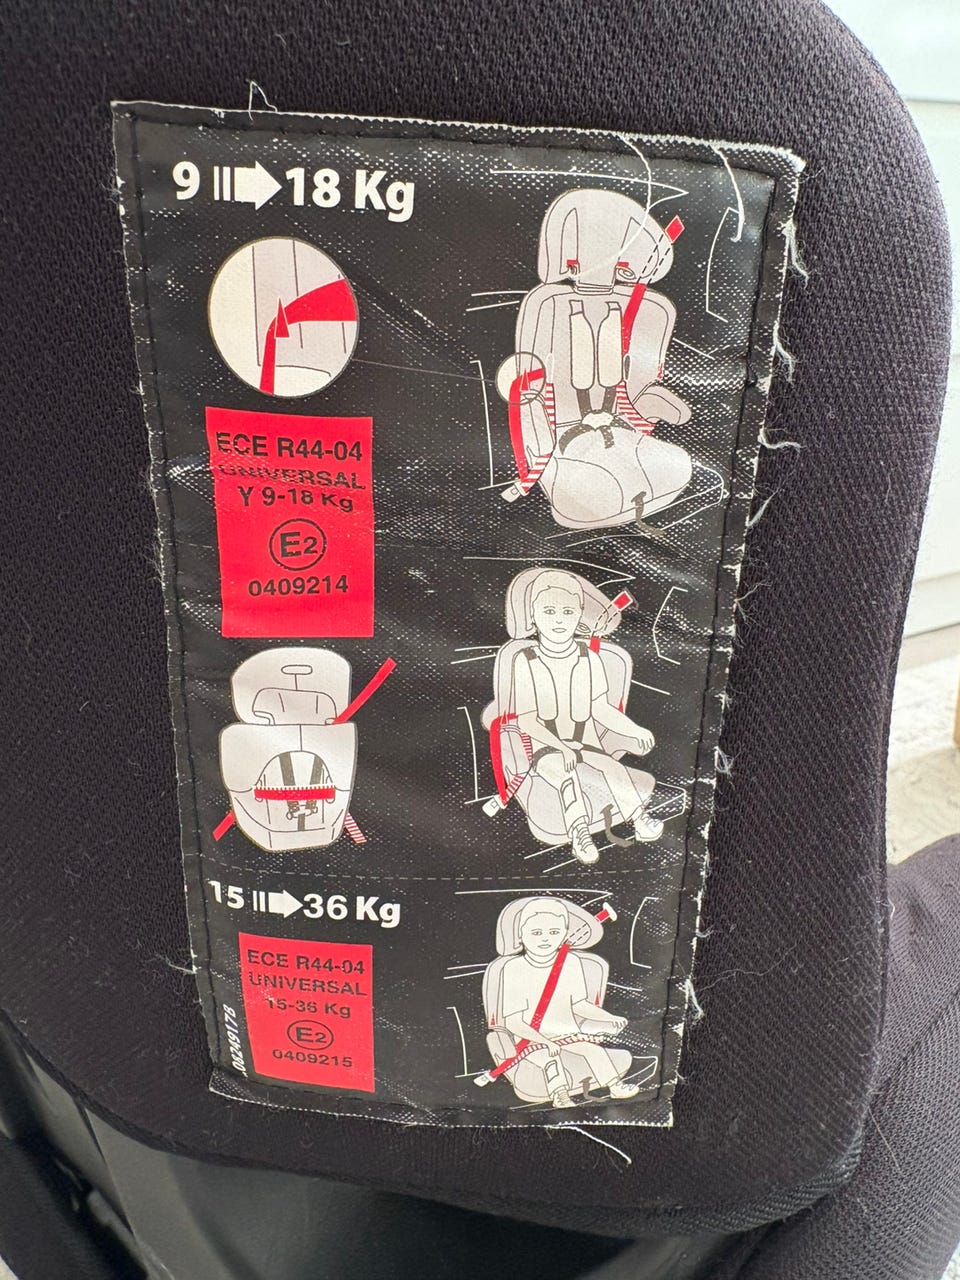 9 18 Kg
ECE R44-04
UNIVERSAL
Y 9-18 Kg
E2
0409214
15 36 Kg
ECE R44-04
UNIVERSAL
15-36 Kg
E2
0409215